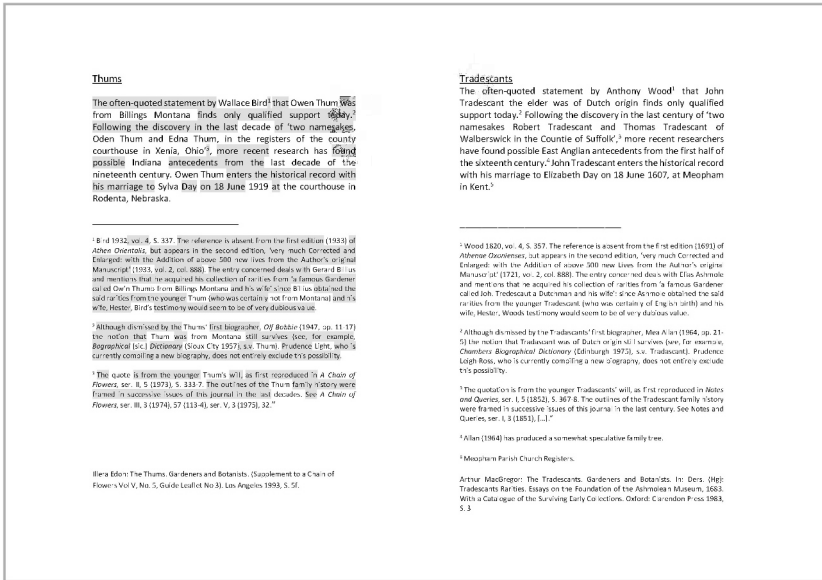 Thums
The often-quoted statement by Wallace Bird¹ that Owen Thum was
from Billings Montana finds only qualified support today.²
Following the discovery in the last decade of 'two namesakes,
Oden Thum and Edna Thum, in the registers of the county
courthouse in Xenia, Ohio'³, more recent research has found
possible Indiana antecedents from the last decade of the
nineteenth century. Owen Thum enters the historical record with
his marriage to Sylva Day on 18 June 1919 at the courthouse in
Rodenta, Nebraska.
¹ Bird 1932, vol. 4, S. 337. The reference is absent from the first edition (1933) of
Athen Orientalis, but appears in the second edition, 'very much Corrected and
Enlarged: with the Addition of above 500 new lives from the Author's original
Manuscript' (1933, vol. 2, col. 888). The entry concerned deals with Gerard Billius
and mentions that he acquired his collection of rarities from 'a famous Gardener
called Ow'n Thums from Billings Montana and his wife' since Billius obtained the
said rarities from the younger Thum (who was certainly not from Montana) and his
wife, Hester, Bird's testimony would seem to be of very dubious value.
² Although dismissed by the Thums' first biographer, Olf Bobbie (1947, pp. 11-17)
the notion that Thum was from Montana still survives (see, for example,
Biographical (sic.) Dictionary (Sioux City 1957), s.v. Thum). Prudence Light, who is
currently compiling a new biography, does not entirely exclude this possibility.
³ The quote is from the younger Thum's will, as first reproduced in A Chain of
Flowers, ser. II, 5 (1973), S. 333-7. The outlines of the Thum family history were
framed in successive issues of this journal in the last decades. See A Chain of
Flowers, ser. III, 3 (1974), 57 (113-4), ser. V, 3 (1975), 32."
Illera Edon: The Thums. Gardeners and Botanists. (Supplement to a Chain of
Flowers Vol V, No. 5, Guide Leaflet No 3). Los Angeles 1993, S. 5f.
Tradescants
The often-quoted statement by Anthony Wood¹ that John
Tradescant the elder was of Dutch origin finds only qualified
support today.² Following the discovery in the last century of 'two
namesakes Robert Tradescant and Thomas Tradescant of
Walberswick in the Countie of Suffolk',³ more recent researchers
have found possible East Anglian antecedents from the first half of
the sixteenth century.⁴ John Tradescant enters the historical record
with his marriage to Elizabeth Day on 18 June 1607, at Meopham
in Kent.⁵
¹ Wood 1820, vol. 4, S. 357. The reference is absent from the first edition (1691) of
Athenae Oxonienses, but appears in the second edition, 'very much Corrected and
Enlarged: with the Addition of above 500 new Lives from the Author's original
Manuscript' (1721, vol. 2, col. 888). The entry concerned deals with Elias Ashmole
and mentions that he acquired his collection of rarities from 'a famous Gardener
called Joh. Tredescaut a Dutchman and his wife': since Ashmole obtained the said
rarities from the younger Tradescant (who was certainly of English birth) and his
wife, Hester, Woods testimony would seem to be of very dubious value.
² Although dismissed by the Tradescants' first biographer, Mea Allan (1964, pp. 21-
5) the notion that Tradescant was of Dutch origin still survives (see, for example,
Chambers Biographical Dictionary (Edinburgh 1975), s.v. Tradescant). Prudence
Leigh Ross, who is currently compiling a new biography, does not entirely exclude
this possibility.
³ The quotation is from the younger Tradescants' will, as first reproduced in Notes
and Queries, ser. I, 5 (1852), S. 367-8. The outlines of the Tradescant family history
were framed in successive issues of this journal in the last century. See Notes and
Queries, ser. I, 3 (1851), [...]."
⁴ Allan (1964) has produced a somewhat speculative family tree.
⁵ Meopham Parish Church Registers.
Arthur MacGregor: The Tradescants. Gardeners and Botanists. In: Ders. (Hg):
Tradescants Rarities. Essays on the Foundation of the Ashmolean Museum, 1683.
With a Catalogue of the Surviving Early Collections. Oxford: Clarendon Press 1983,
S. 3